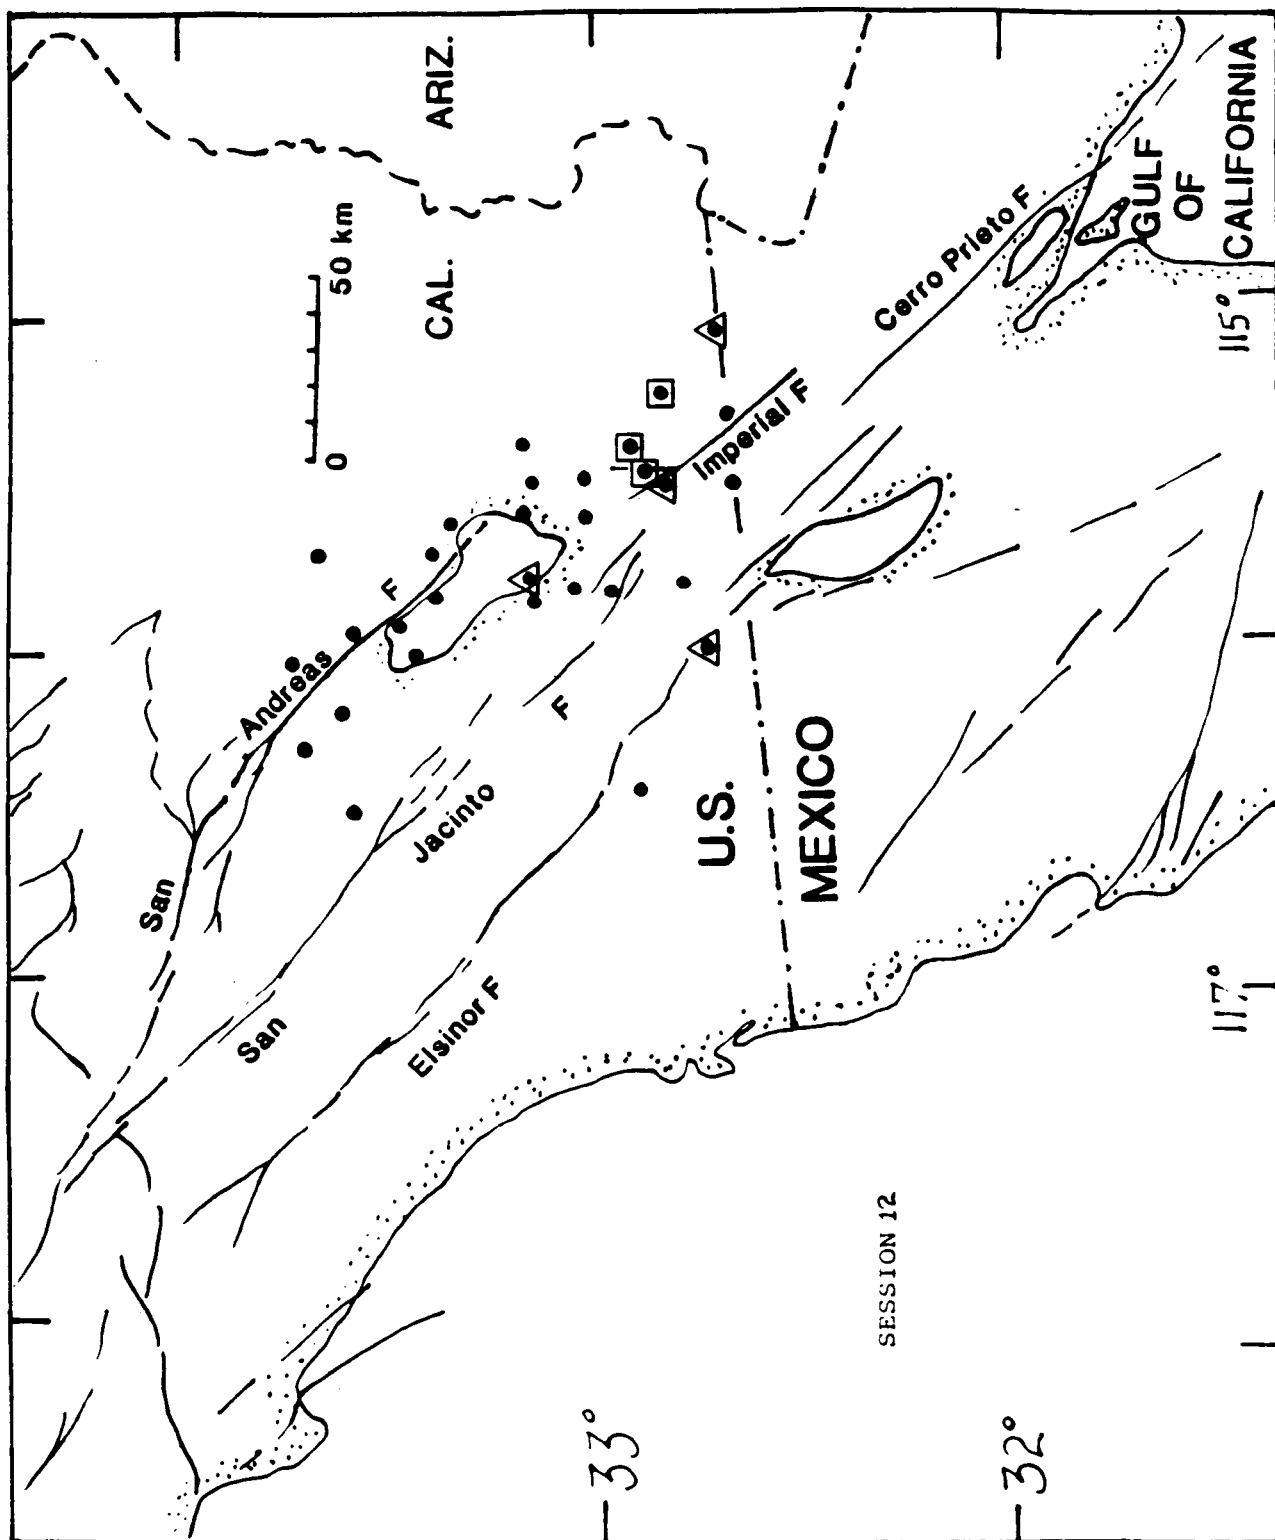 San
Andreas
F
San
Jacinto
F
Elsinor F
Imperial F
Cerro Prieto F
CAL.
ARIZ.
0
50 km
U.S.
MEXICO
GULF
OF
CALIFORNIA
33°
32°
117°
115°
SESSION 12